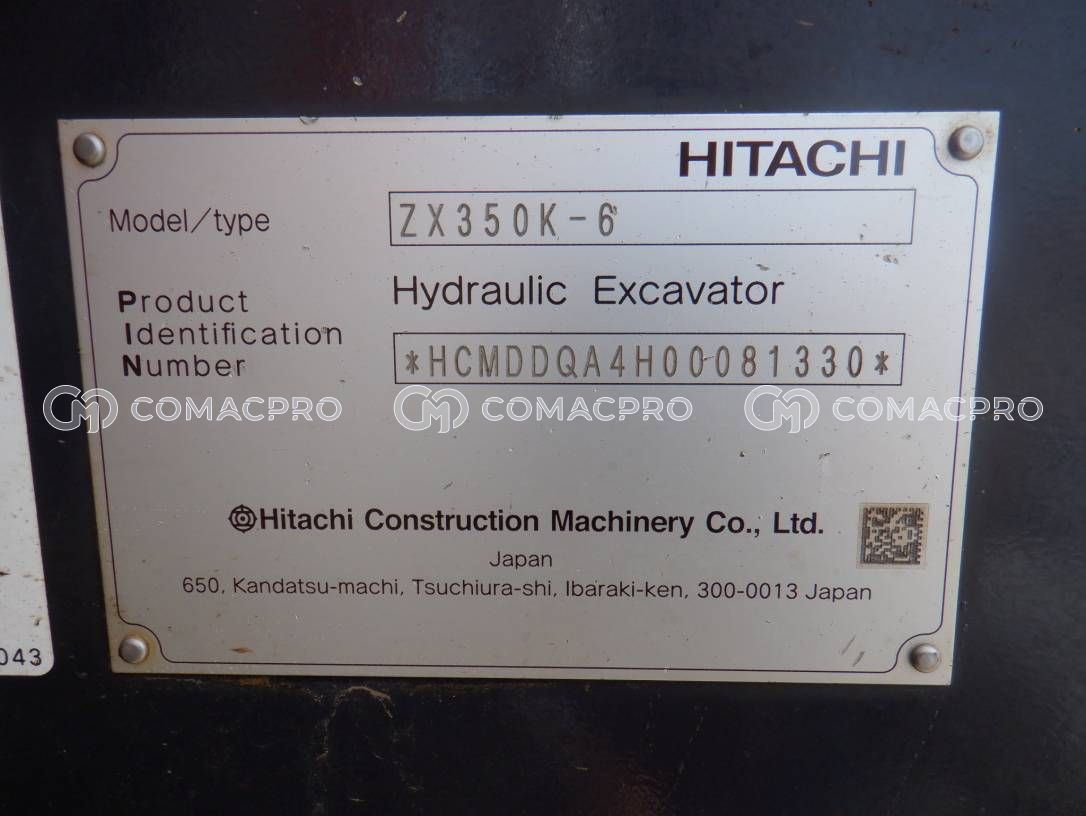 HITACHI
Model/type ZX350K-6
Hydraulic Excavator
Product
Identification
Number *HCMDDQA4H00081330*
COMACPRO COMACPRO COMACPRO
Hitachi Construction Machinery Co., Ltd.
Japan
650, Kandatsu-machi, Tsuchiura-shi, Ibaraki-ken, 300-0013 Japan
043